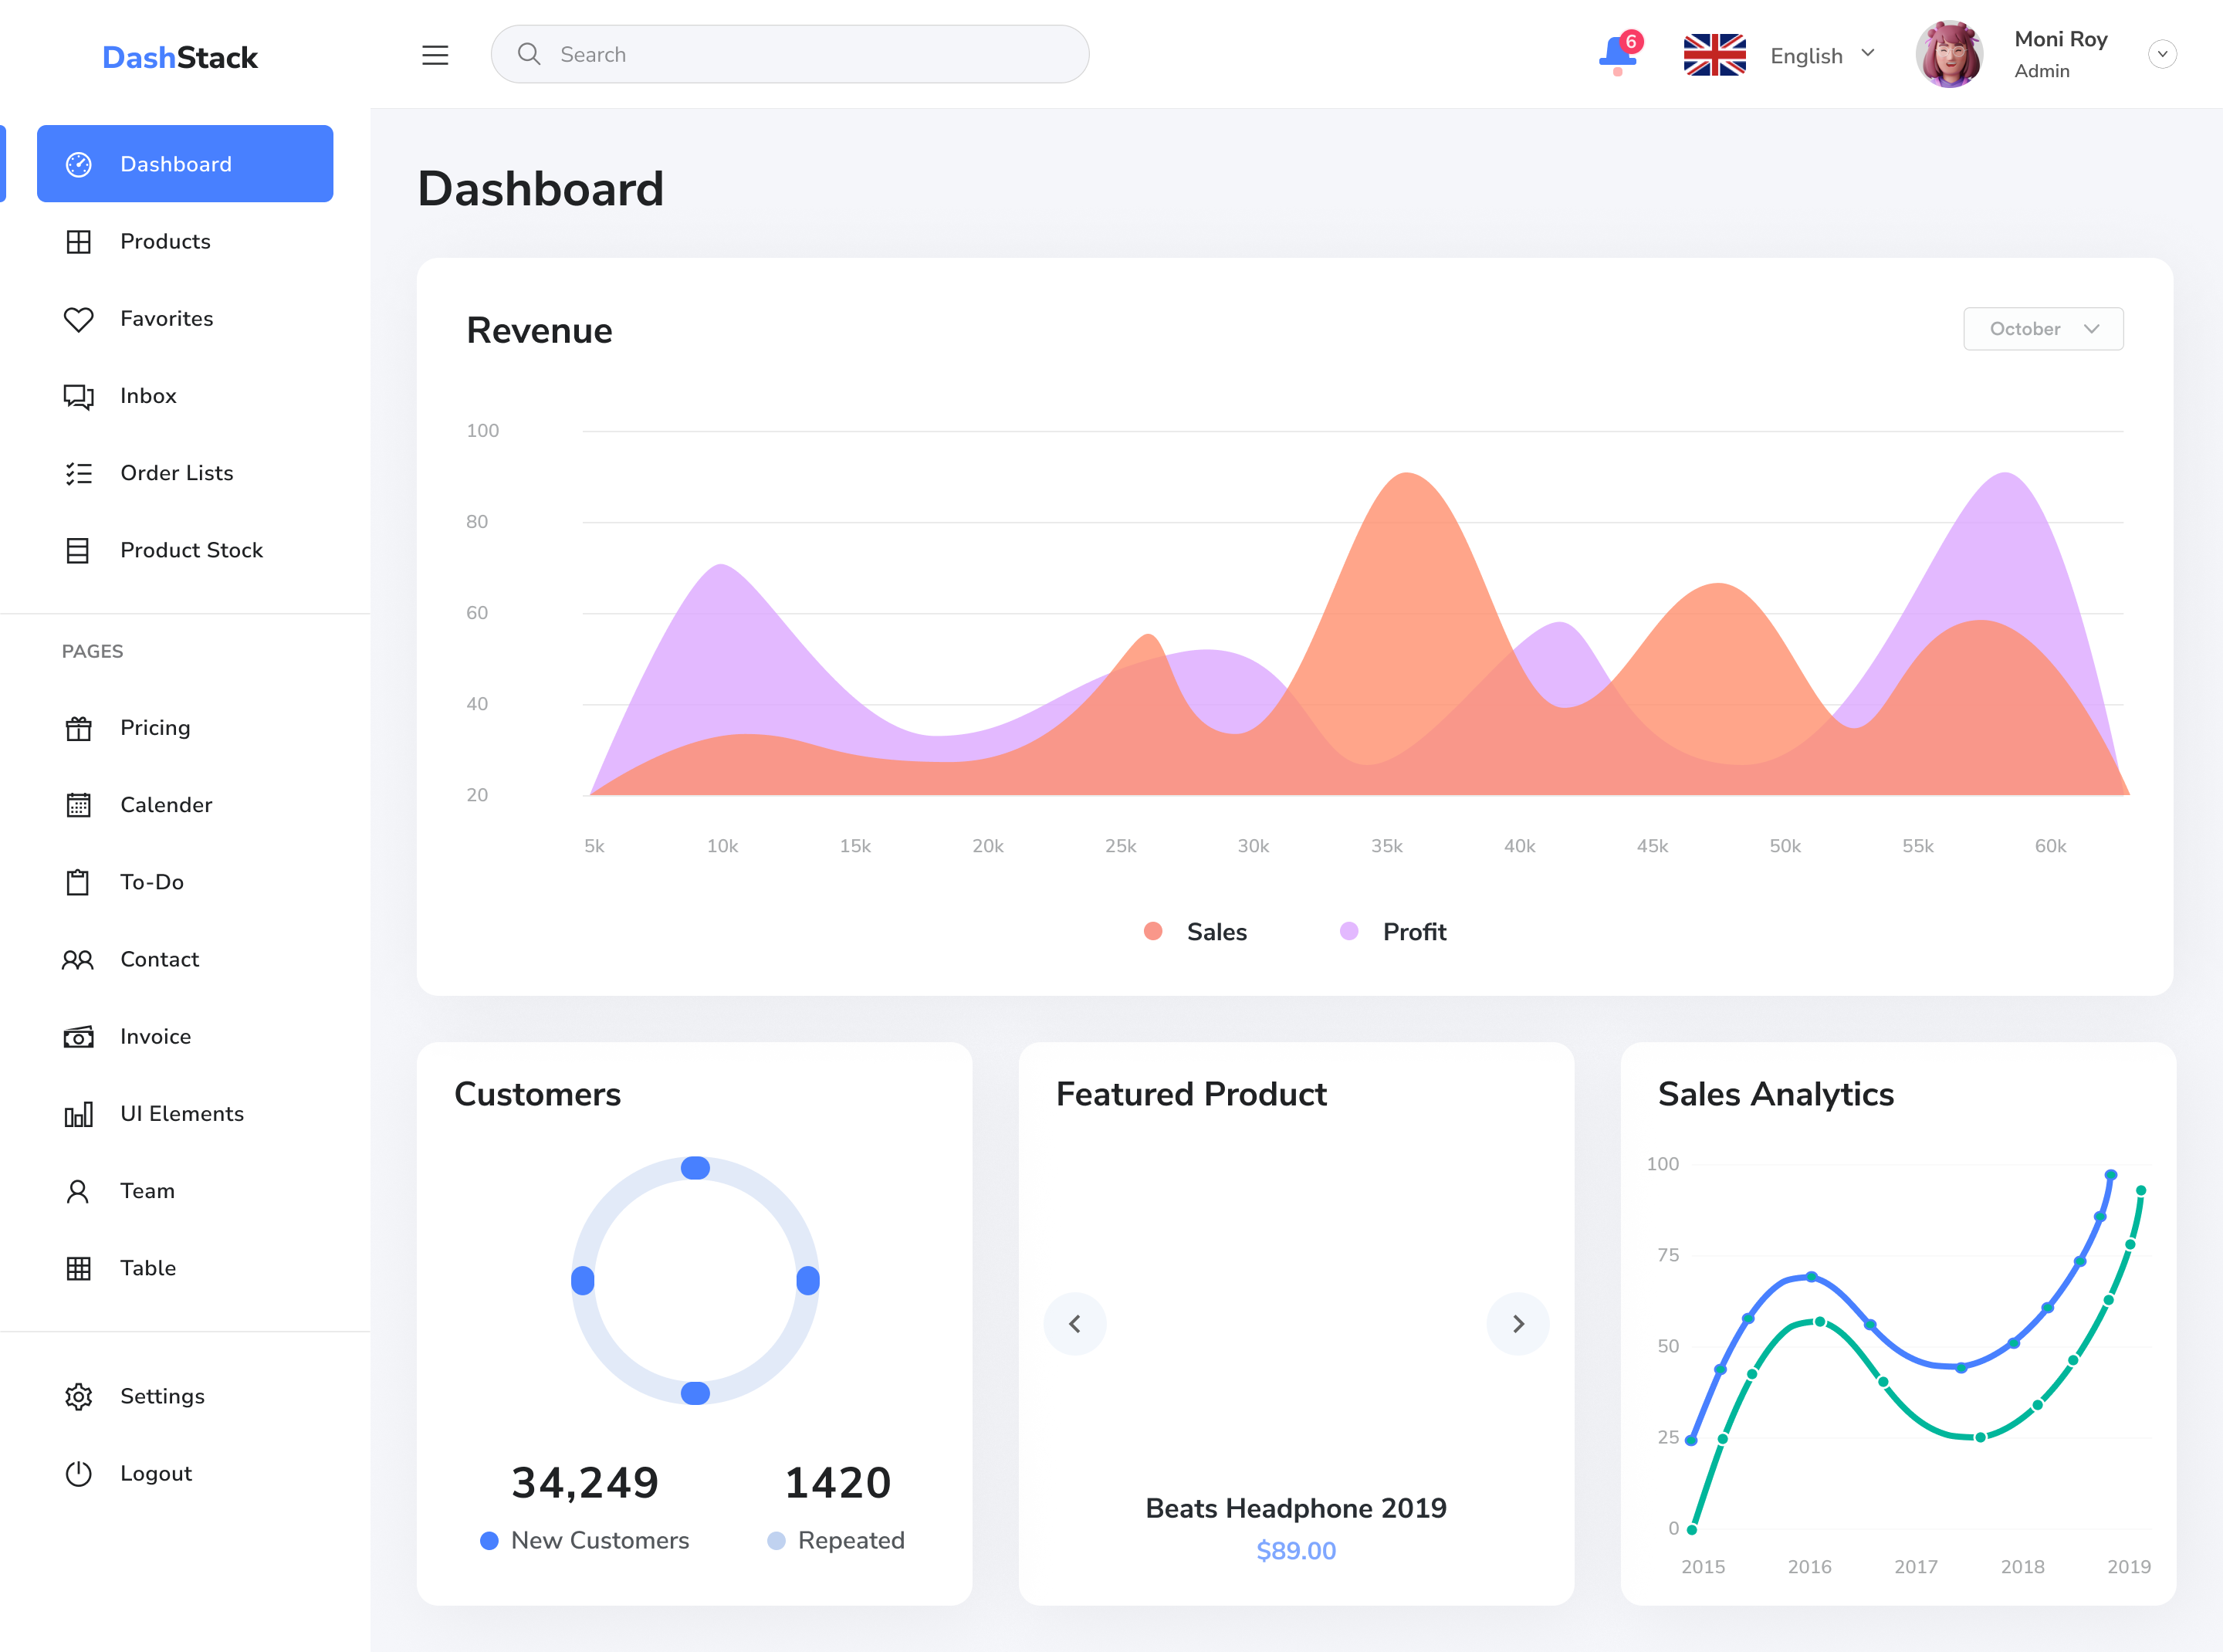 DashStack
Search
6
English
Moni Roy
Admin
Dashboard
Products
Favorites
Inbox
Order Lists
Product Stock
PAGES
Pricing
Calender
To-Do
Contact
Invoice
UI Elements
Team
Table
Settings
Logout
Dashboard
Revenue
October
100
80
60
40
20
5k 10k 15k 20k 25k 30k 35k 40k 45k 50k 55k 60k
Sales Profit
Customers
34,249 1420
New Customers Repeated
Featured Product
Beats Headphone 2019
$89.00
Sales Analytics
100
75
50
25
0
2015 2016 2017 2018 2019